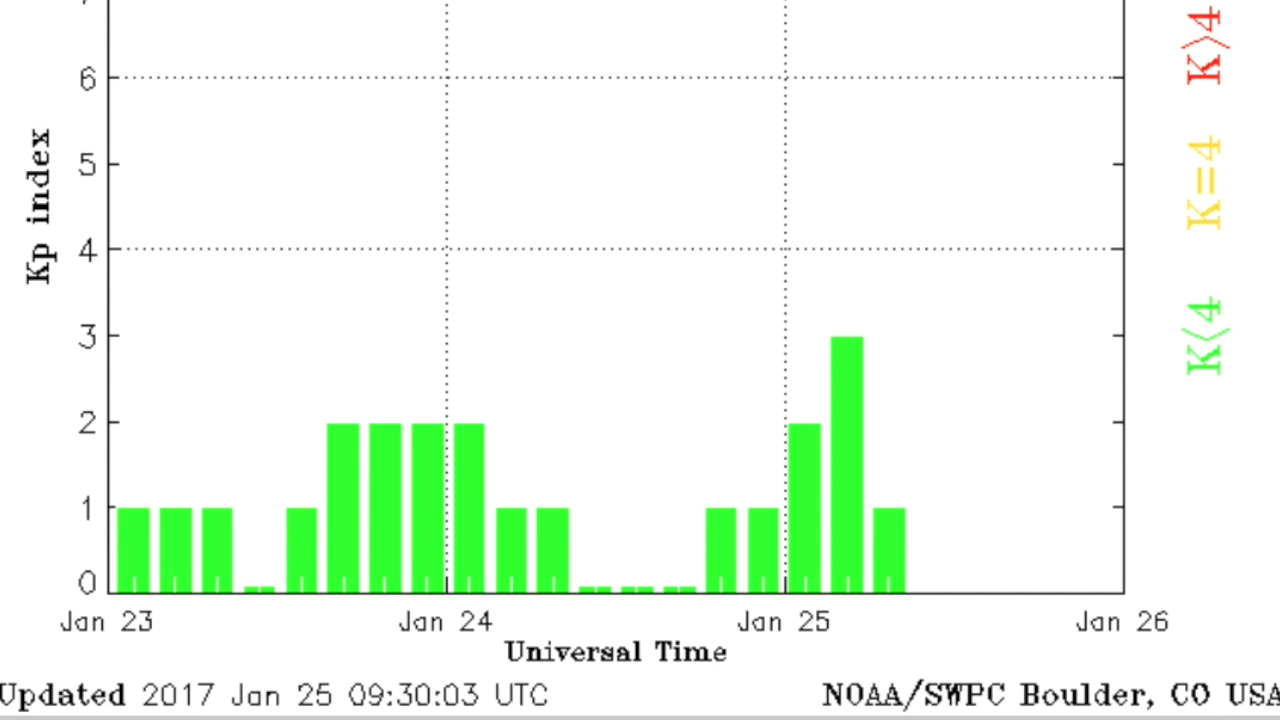 7
6
5
4
3
2
1
0
Kp index
Jan 23 Jan 24 Jan 25 Jan 26
Universal Time
Updated 2017 Jan 25 09:30:03 UTC
NOAA/SWPC Boulder, CO USA
K>4
K=4
K<4